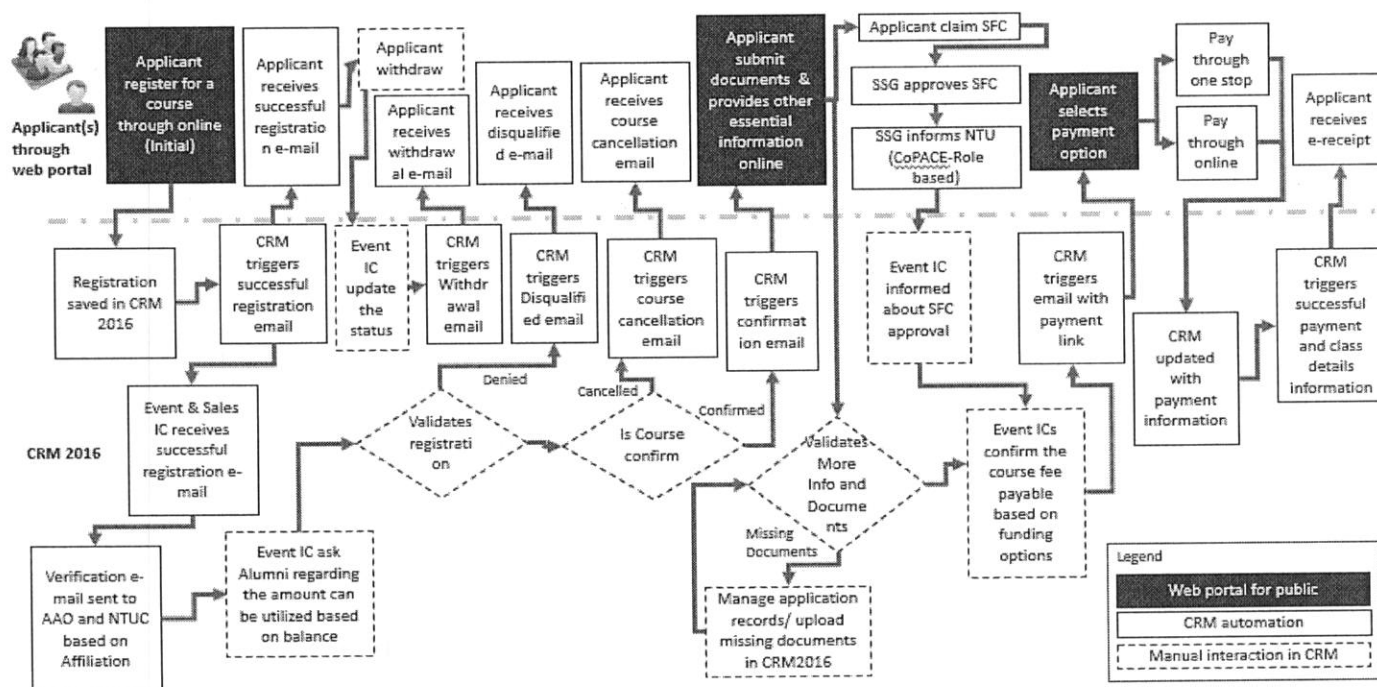 Applicant(s)
through
web portal
Applicant
register for a
course
through online
(Initial)
Applicant
receives
successful
registratio
n e-mail
Applicant
withdraw
Applicant
receives
withdraw
al e-mail
Applicant
receives
disqualifie
d e-mail
Applicant
receives
course
cancellation
email
Applicant
submit
documents &
provides other
essential
information
online
Applicant claim SFC
SSG approves SFC
SSG informs NTU
(CoPACE-Role
based)
Applicant
selects
payment
option
Pay
through
one stop
Pay
through
online
Applicant
receives
e-receipt
Registration
saved in CRM
2016
CRM
triggers
successful
registration
email
Event
IC
update
the
status
CRM
triggers
Withdr
awal
email
CRM
triggers
Disqualifi
ed email
CRM
triggers
course
cancellation
email
CRM
triggers
confirmat
ion email
Event IC
informed
about SFC
approval
CRM
triggers
email with
payment
link
CRM
updated
with
payment
information
CRM
triggers
successful
payment
and class
details
information
CRM 2016
Event & Sales
IC receives
successful
registration e-
mail
Denied
Validates
registrati
on
Cancelled
Is Course
confirm
Confirmed
Validates
More
Info and
Docume
nts
Missing
Documents
Event ICs
confirm the
course fee
payable
based on
funding
options
Verification e-
mail sent to
AAO and NTUC
based on
Affiliation
Event IC ask
Alumni regarding
the amount can
be utilized based
on balance
Manage application
records/ upload
missing documents
in CRM2016
Legend
Web portal for public
CRM automation
Manual interaction in CRM